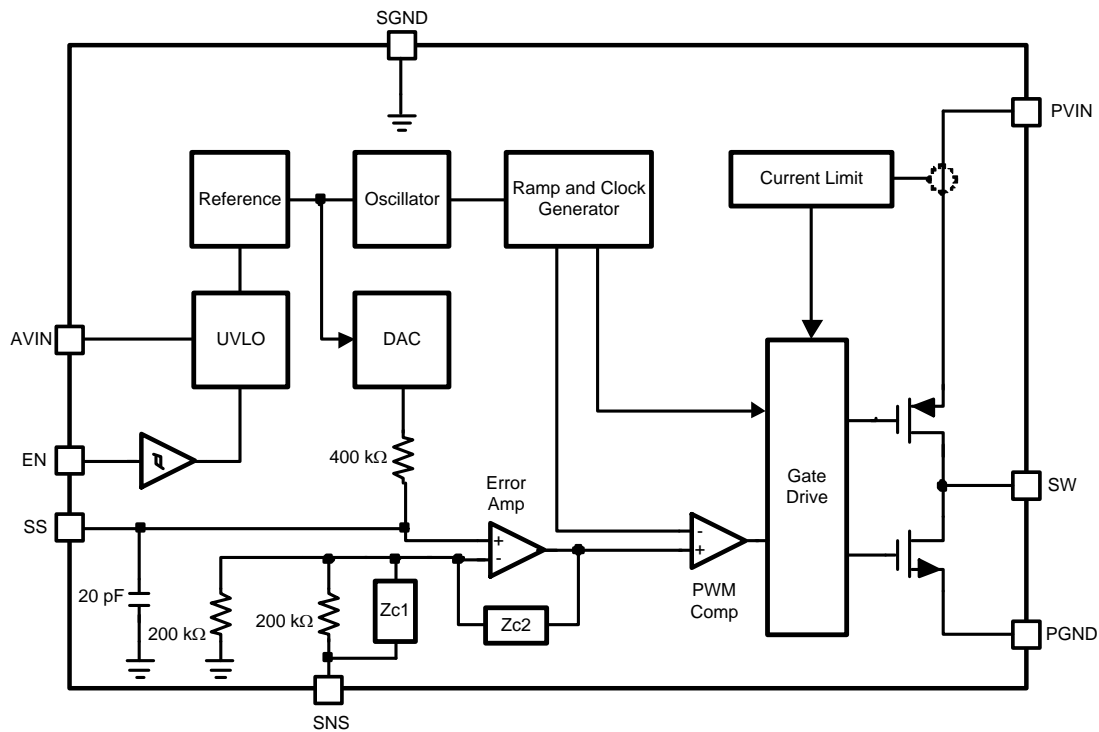 SGND
PVIN
Reference
Oscillator
Ramp and Clock
Generator
Current Limit
AVIN
UVLO
DAC
EN
400 kΩ
Error
Amp
Gate
Drive
SW
SS
+
-
-
+
PWM
Comp
20 pF
200 kΩ
200 kΩ
Zc1
Zc2
PGND
SNS